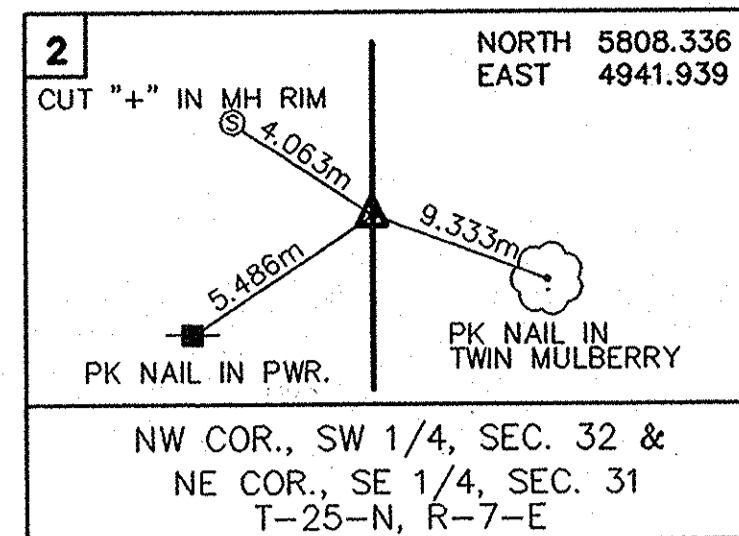 2
NORTH 5808.336
EAST 4941.939
CUT "+" IN MH RIM
S
4.063m
9.333m
5.486m
PK NAIL IN PWR.
PK NAIL IN
TWIN MULBERRY
NW COR., SW 1/4, SEC. 32 &
NE COR., SE 1/4, SEC. 31
T-25-N, R-7-E